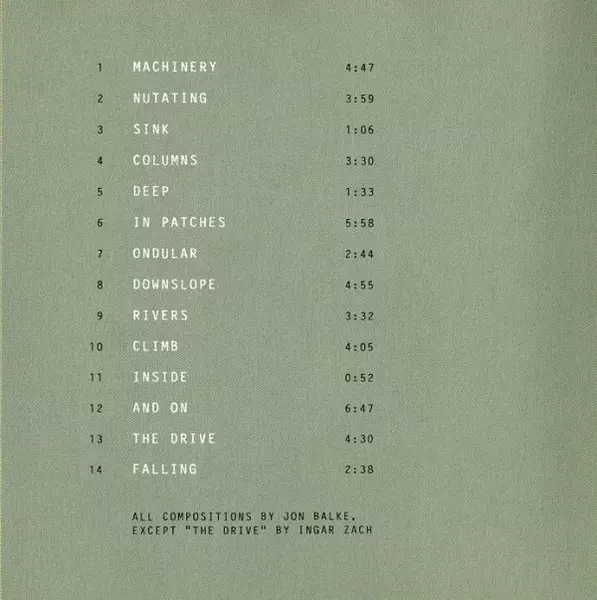 1 MACHINERY 4:47
2 NUTATING 3:59
3 SINK 1:06
4 COLUMNS 3:30
5 DEEP 1:33
6 IN PATCHES 5:58
7 ONDULAR 2:44
8 DOWNSLOPE 4:55
9 RIVERS 3:32
10 CLIMB 4:05
11 INSIDE 0:52
12 AND ON 6:47
13 THE DRIVE 4:30
14 FALLING 2:38
ALL COMPOSITIONS BY JON BALKE,
EXCEPT "THE DRIVE" BY INGAR ZACH